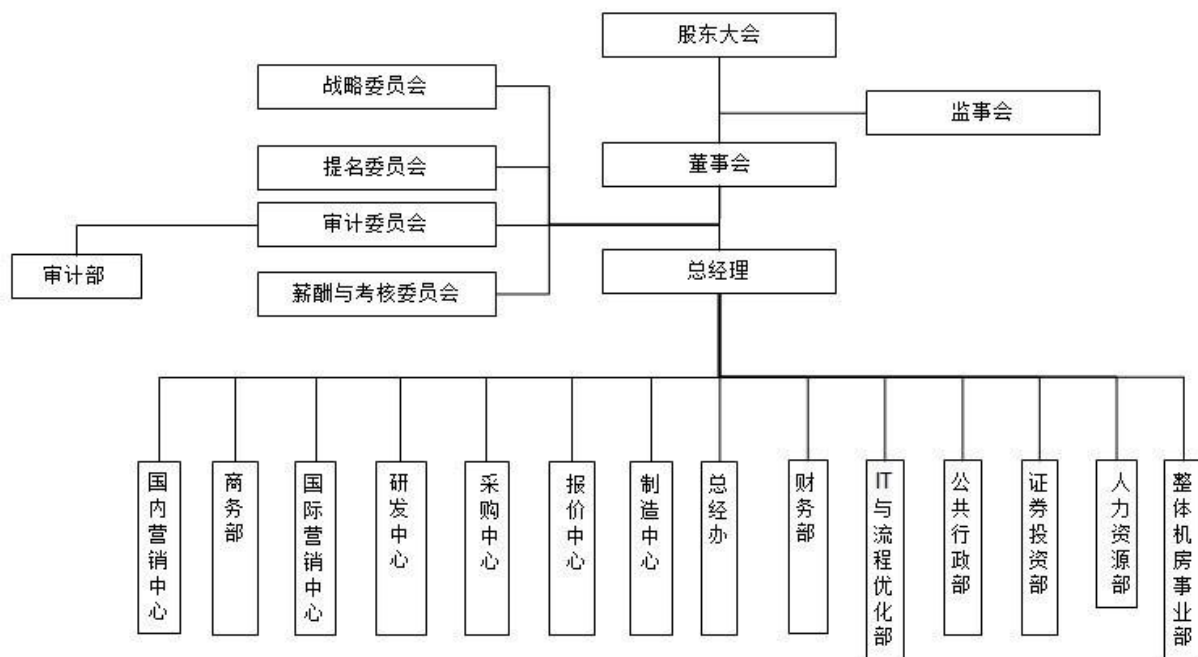 股东大会
战略委员会
监事会
提名委员会
董事会
审计委员会
审计部
总经理
薪酬与考核委员会
国内营销中心
商务部
国际营销中心
研发中心
采购中心
报价中心
制造中心
总经办
财务部
IT与流程优化部
公共行政部
证券投资部
人力资源部
整体机房事业部